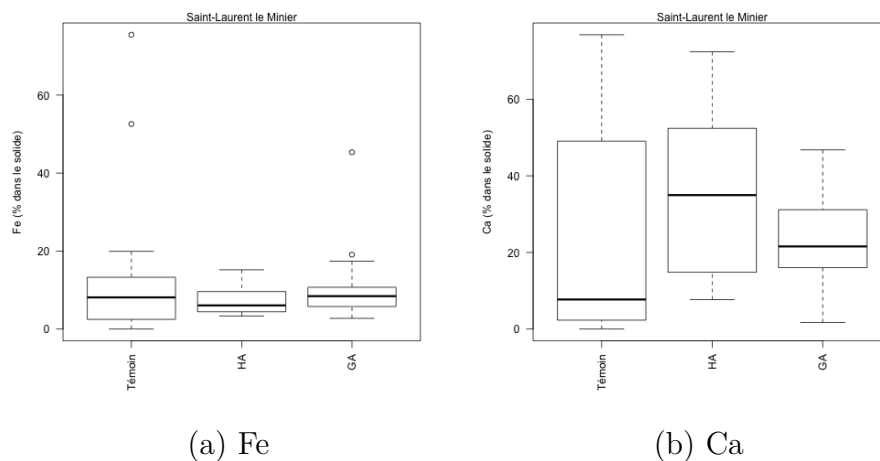 Saint-Laurent le Minier
Fe (% dans le solide)
60
40
20
0
Témoin
HA
GA
(a) Fe
Saint-Laurent le Minier
Ca (% dans le solide)
60
40
20
0
Témoin
HA
GA
(b) Ca